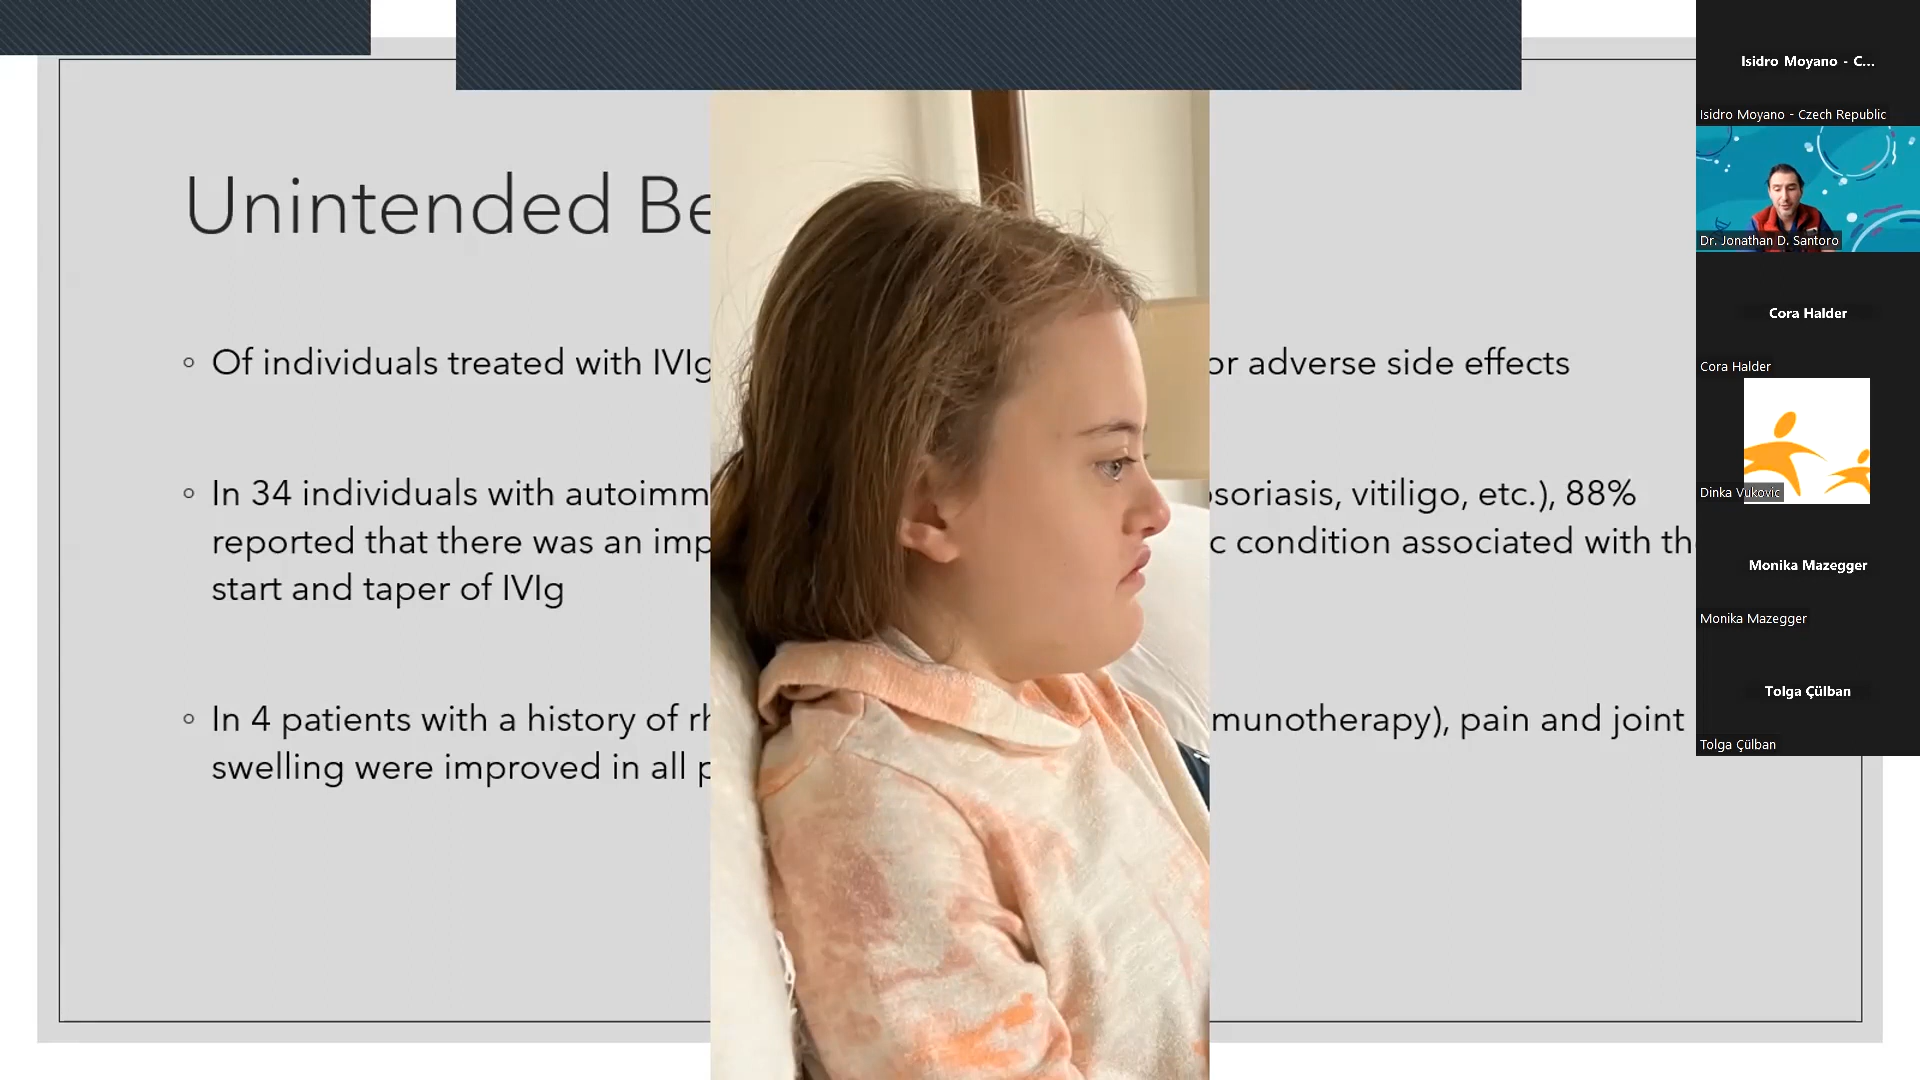 Unintended Be
Of individuals treated with IVIg or adverse side effects
In 34 individuals with autoimm psoriasis, vitiligo, etc.), 88%
reported that there was an imp c condition associated with th
start and taper of IVIg
In 4 patients with a history of rh munotherapy), pain and joint
swelling were improved in all p
Isidro Moyano - C...
Isidro Moyano - Czech Republic
Dr. Jonathan D. Santoro
Cora Halder
Cora Halder
Dinka Vukovic
Monika Mazegger
Monika Mazegger
Tolga Çülban
Tolga Çülban